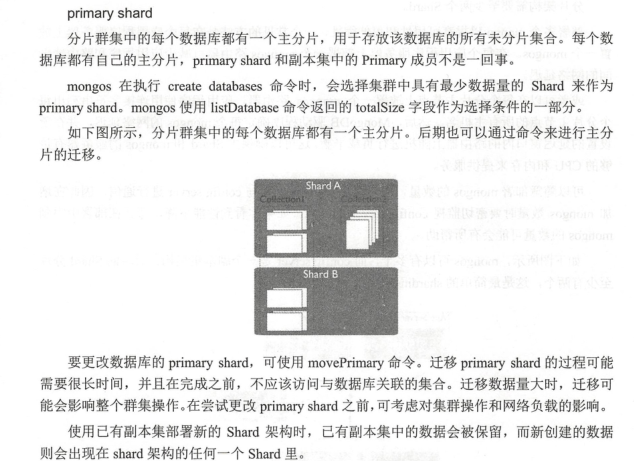 primary shard
分片群集中的每个数据库都有一个主分片，用于存放该数据库的所有未分片集合。每个数
据库都有自己的主分片，primary shard 和副本集中的 Primary 成员不是一回事。
mongos 在执行 create databases 命令时，会选择集群中具有最少数据量的 Shard 来作为
primary shard。mongos 使用 listDatabase 命令返回的 totalSize 字段作为选择条件的一部分。
如下图所示，分片群集中的每个数据库都有一个主分片。后期也可以通过命令来进行主分
片的迁移。
Shard A
Collection1 Collection2
Shard B
要更改数据库的 primary shard，可使用 movePrimary 命令。迁移 primary shard 的过程可能
需要很长时间，并且在完成之前，不应该访问与数据库关联的集合。迁移数据量大时，迁移可
能会影响整个群集操作。在尝试更改 primary shard 之前，可考虑对集群操作和网络负载的影响。
使用已有副本集部署新的 Shard 架构时，已有副本集中的数据会被保留，而新创建的数据
则会出现在 shard 架构的任何一个 Shard 里。